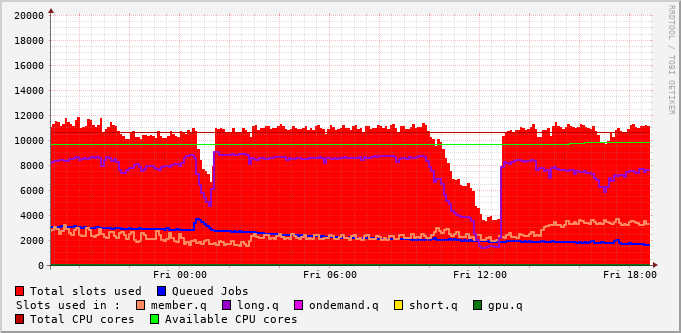 20000
18000
16000
14000
12000
10000
8000
6000
4000
2000
0
Fri 00:00 Fri 06:00 Fri 12:00 Fri 18:00
Total slots used Queued Jobs
Slots used in : member.q long.q ondemand.q short.q gpu.q
Total CPU cores Available CPU cores
RRDTOOL / TOBI OETIKER